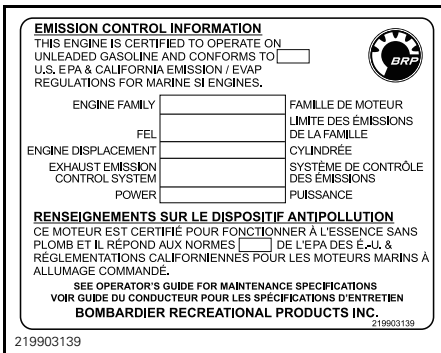 EMISSION CONTROL INFORMATION
THIS ENGINE IS CERTIFIED TO OPERATE ON
UNLEADED GASOLINE AND CONFORMS TO
U.S. EPA & CALIFORNIA EMISSION / EVAP
REGULATIONS FOR MARINE SI ENGINES.
BRP
ENGINE FAMILY FAMILLE DE MOTEUR
LIMITE DES ÉMISSIONS
FEL DE LA FAMILLE
ENGINE DISPLACEMENT CYLINDRÉE
EXHAUST EMISSION SYSTÈME DE CONTRÔLE
CONTROL SYSTEM DES ÉMISSIONS
POWER PUISSANCE
RENSEIGNEMENTS SUR LE DISPOSITIF ANTIPOLLUTION
CE MOTEUR EST CERTIFIÉ POUR FONCTIONNER À L'ESSENCE SANS
PLOMB ET IL RÉPOND AUX NORMES DE L'EPA DES É.-U. &
RÉGLEMENTATIONS CALIFORNIENNES POUR LES MOTEURS MARINS À
ALLUMAGE COMMANDÉ.
SEE OPERATOR'S GUIDE FOR MAINTENANCE SPECIFICATIONS
VOIR GUIDE DU CONDUCTEUR POUR LES SPÉCIFICATIONS D'ENTRETIEN
BOMBARDIER RECREATIONAL PRODUCTS INC.
219903139
219903139